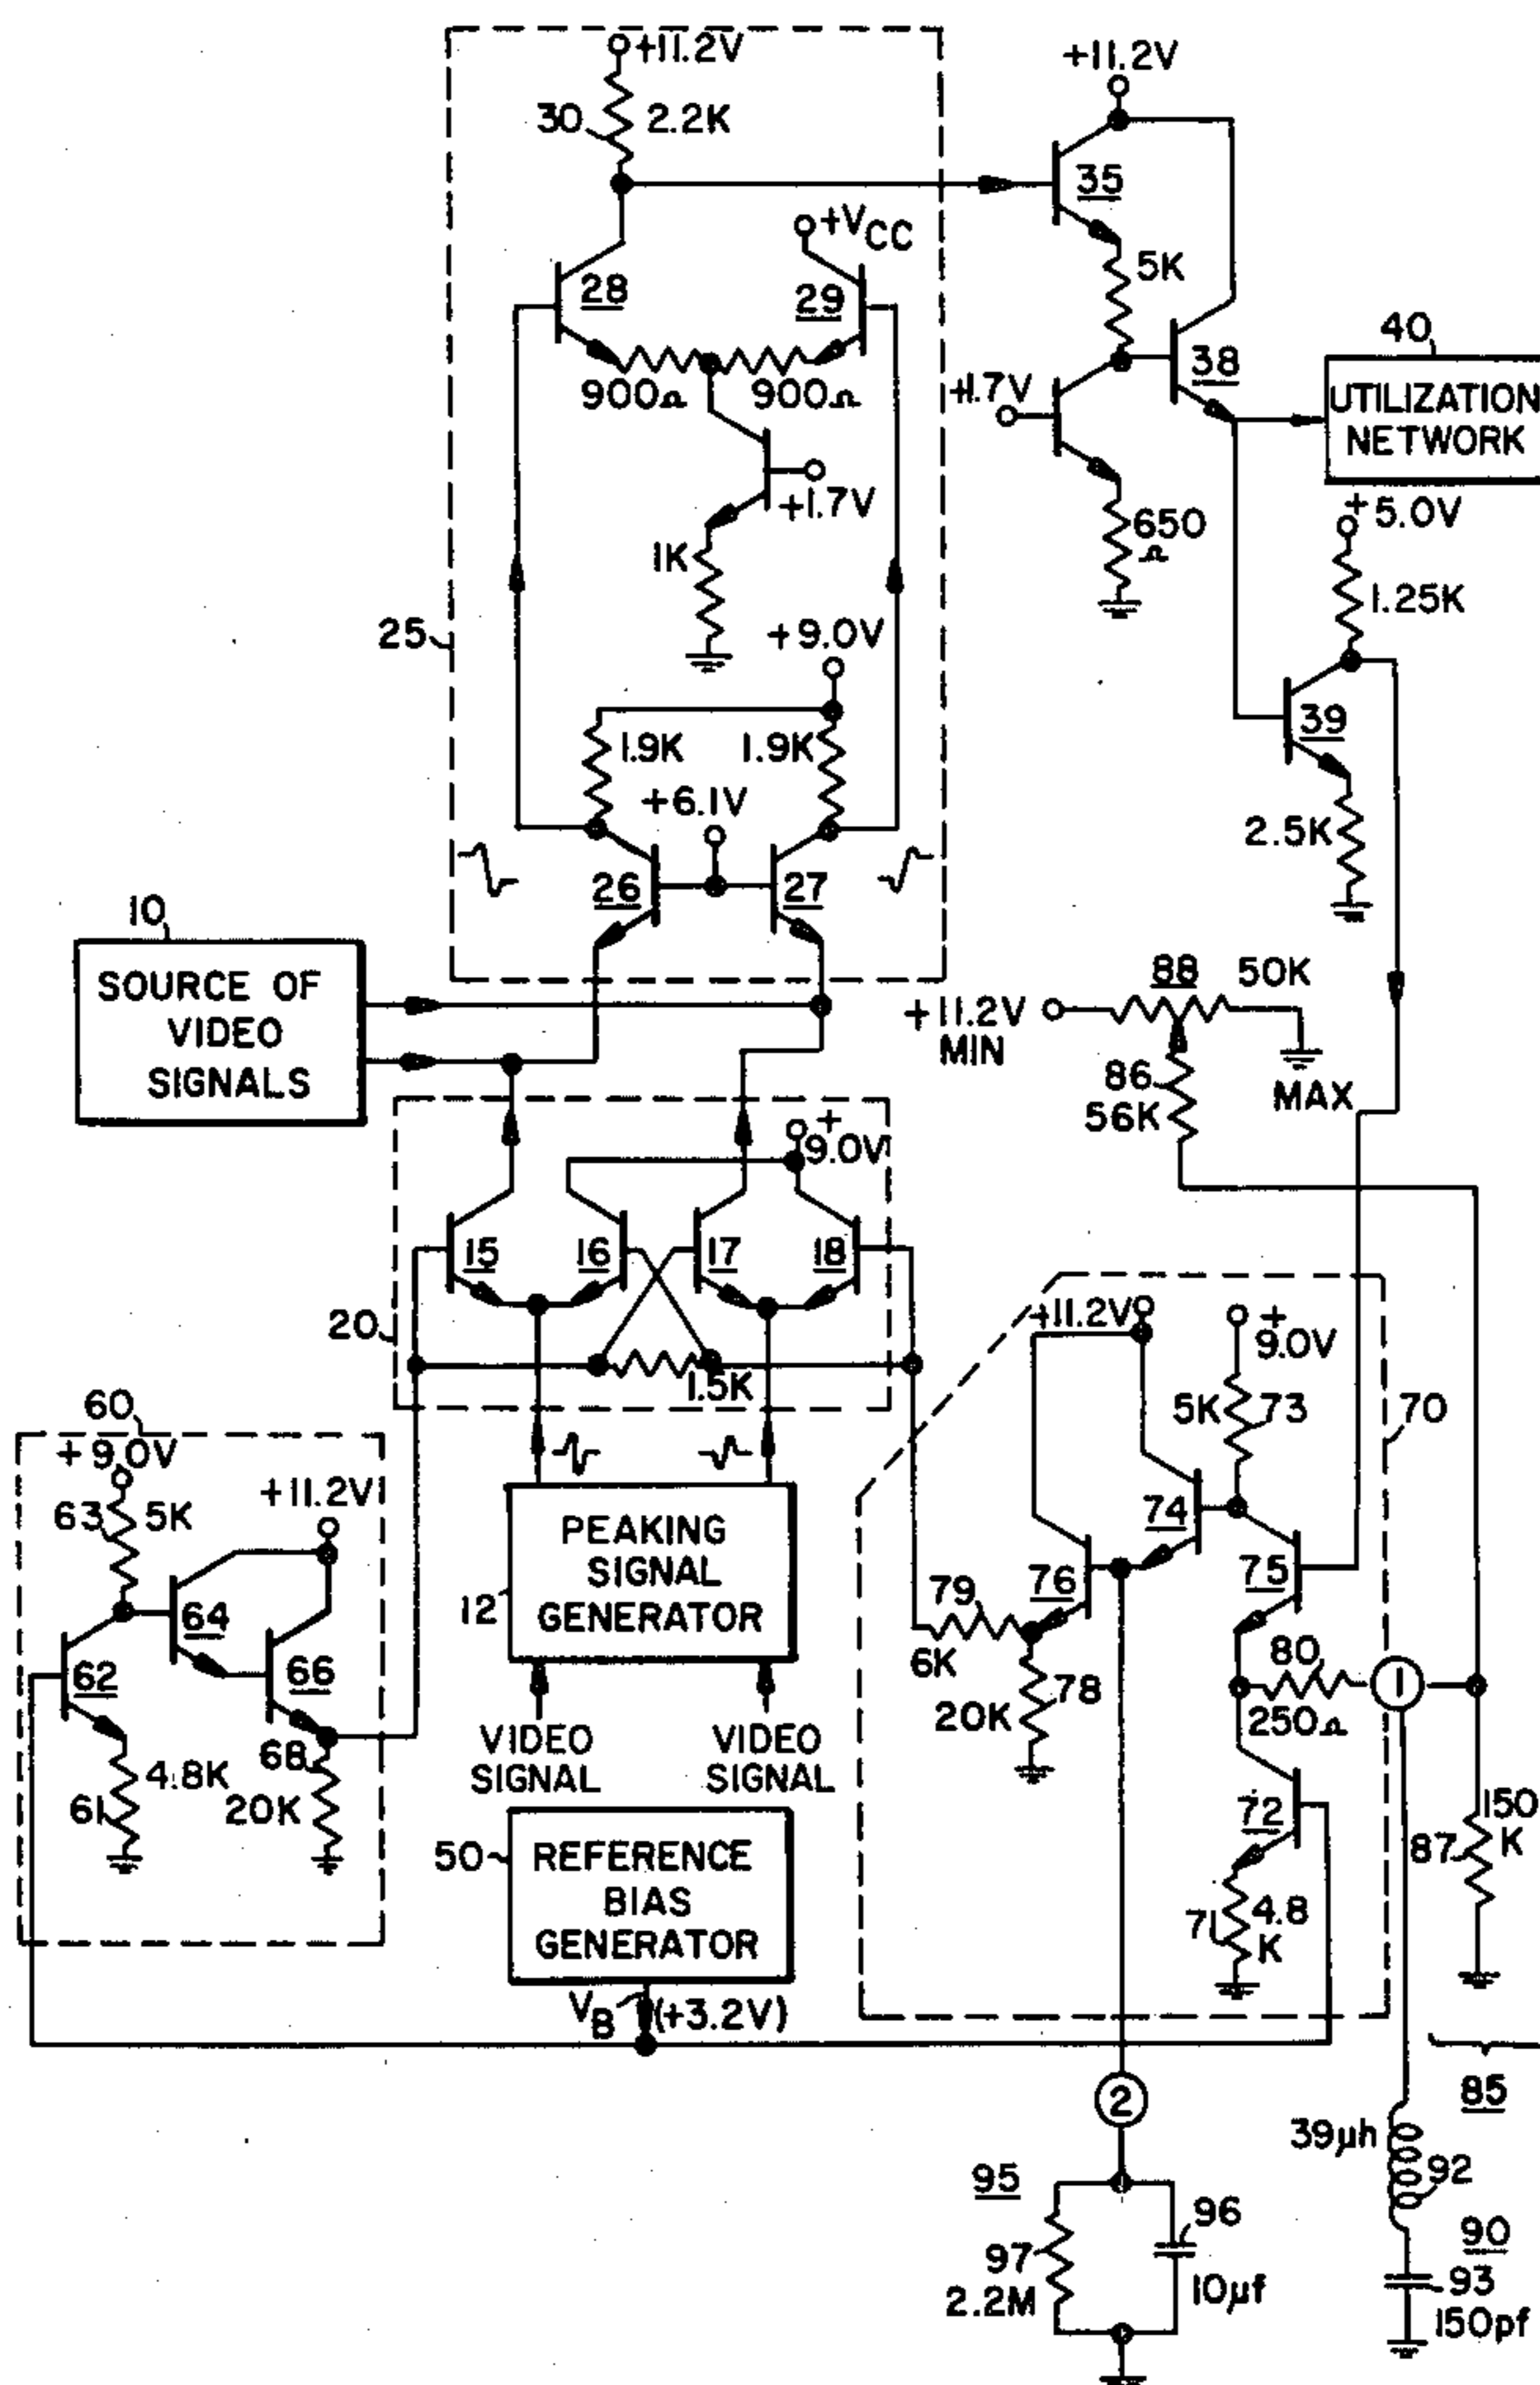 +11.2V
30
2.2K
+11.2V
35
5K
+VCC
28
29
900Ω
900Ω
+1.7V
38
40
UTILIZATION
NETWORK
+1.7V
1K
650
Ω
+5.0V
1.25K
25
+9.0V
1.9K
1.9K
39
+6.1V
2.5K
26
27
10
SOURCE OF
VIDEO
SIGNALS
88
50K
+11.2V
MIN
86
56K
MAX
+
9.0V
15
16
17
18
20
1.5K
+11.2V
+
9.0V
5K
73
70
60
+9.0V
63
5K
+11.2V
64
62
66
68
4.8K
61
20K
12
PEAKING
SIGNAL
GENERATOR
VIDEO
SIGNAL
VIDEO
SIGNAL
74
76
75
79
6K
78
20K
80
250Ω
1
72
71
4.8
K
150
K
87
50
REFERENCE
BIAS
GENERATOR
VB
(+3.2V)
2
85
39μh
92
95
96
97
2.2M
10μf
90
93
150pf